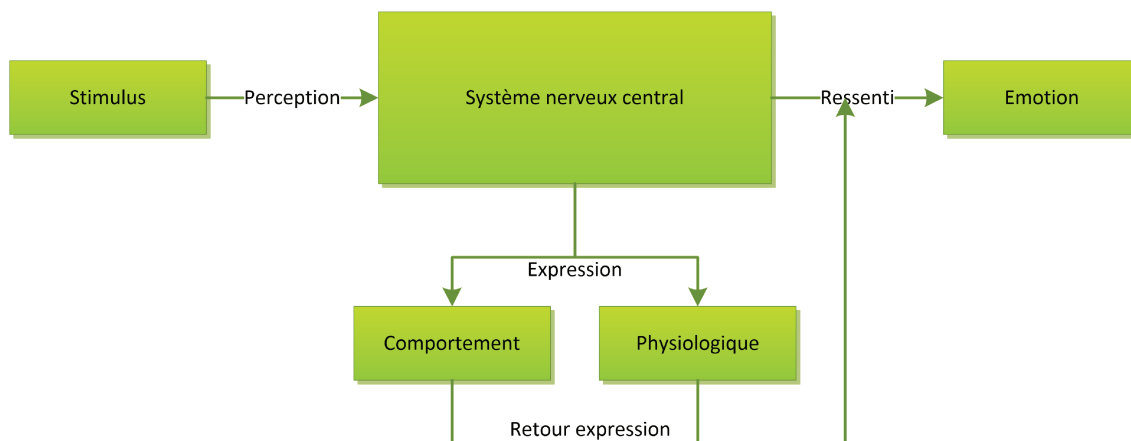 Stimulus
Perception
Système nerveux central
Ressenti
Emotion
Expression
Comportement
Physiologique
Retour expression